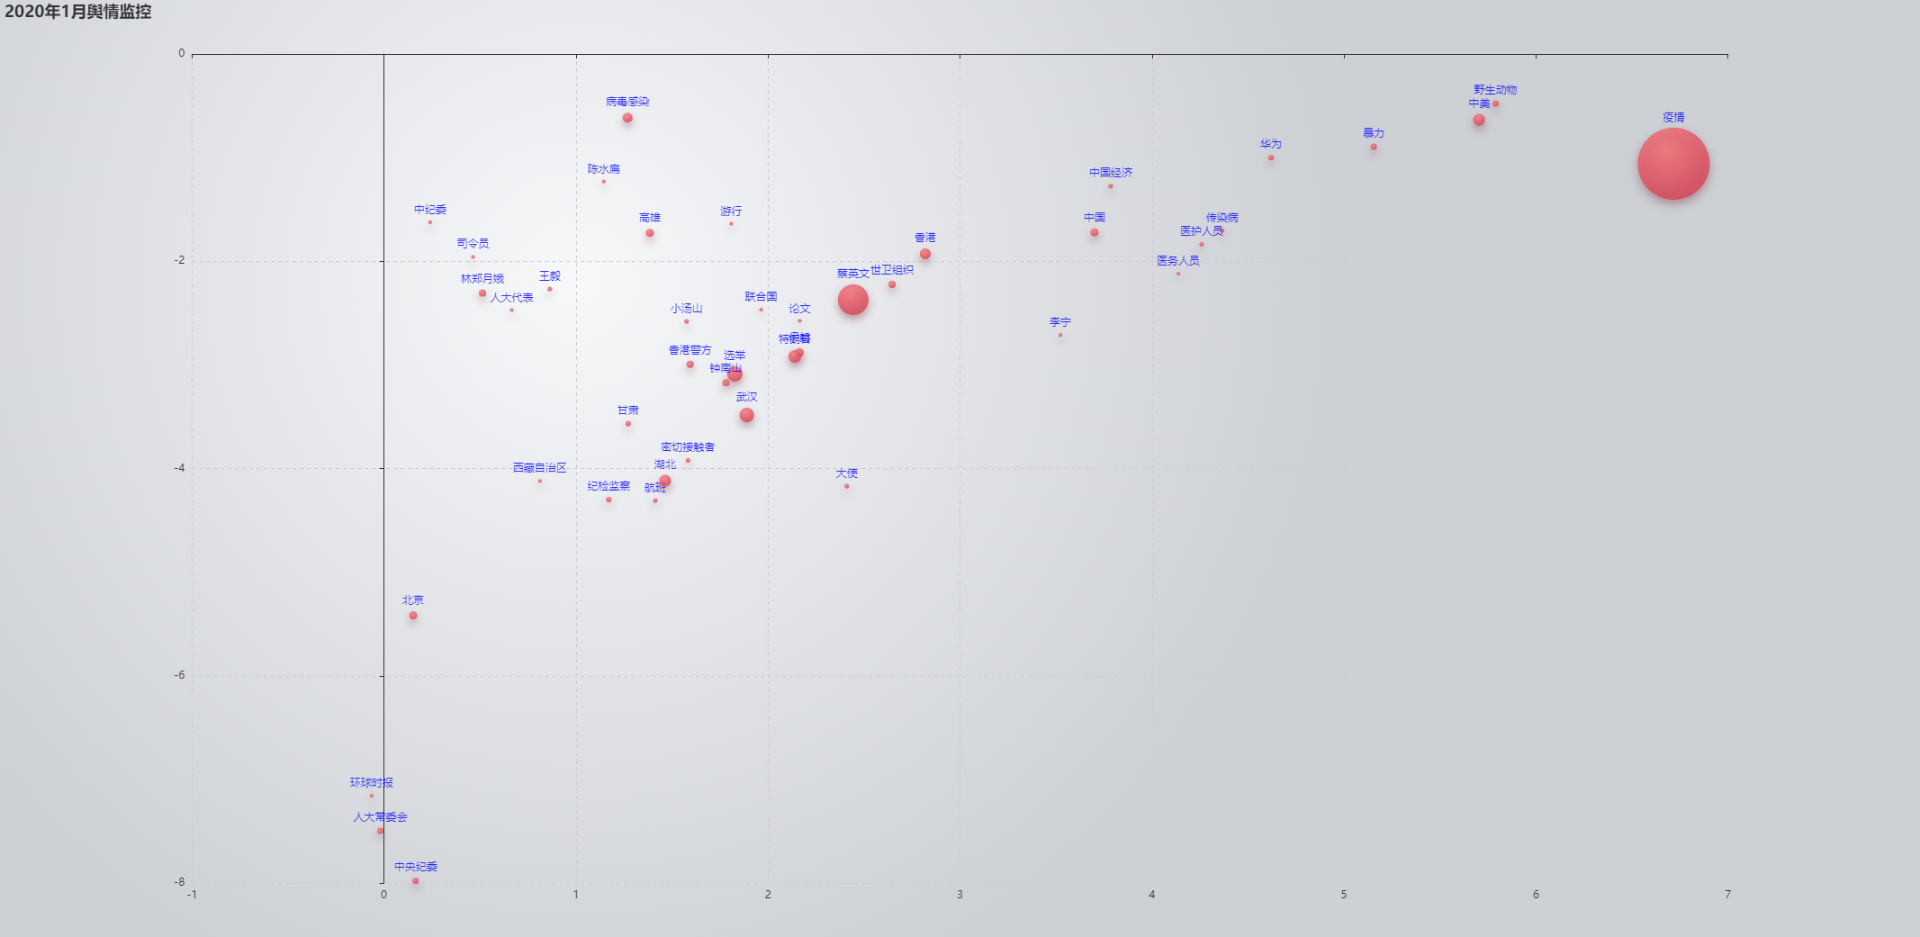 2020年1月舆情监控
0
野生动物
病毒感染
中美
疫情
暴力
华为
陈水扁
中国经济
中纪委
游行
高雄
中国
传染病
医护人员
香港
司令员
-2
医务人员
世卫组织
蔡英文
王毅
林郑月娥
人大代表
联合国
小汤山
论文
李宁
香港警方
选举
钟南山
武汉
甘肃
密切接触者
湖北
西藏自治区
-4
大使
纪检监察
航班
北京
-6
环球时报
人大常委会
中央纪委
-8
-1
0
1
2
3
4
5
6
7